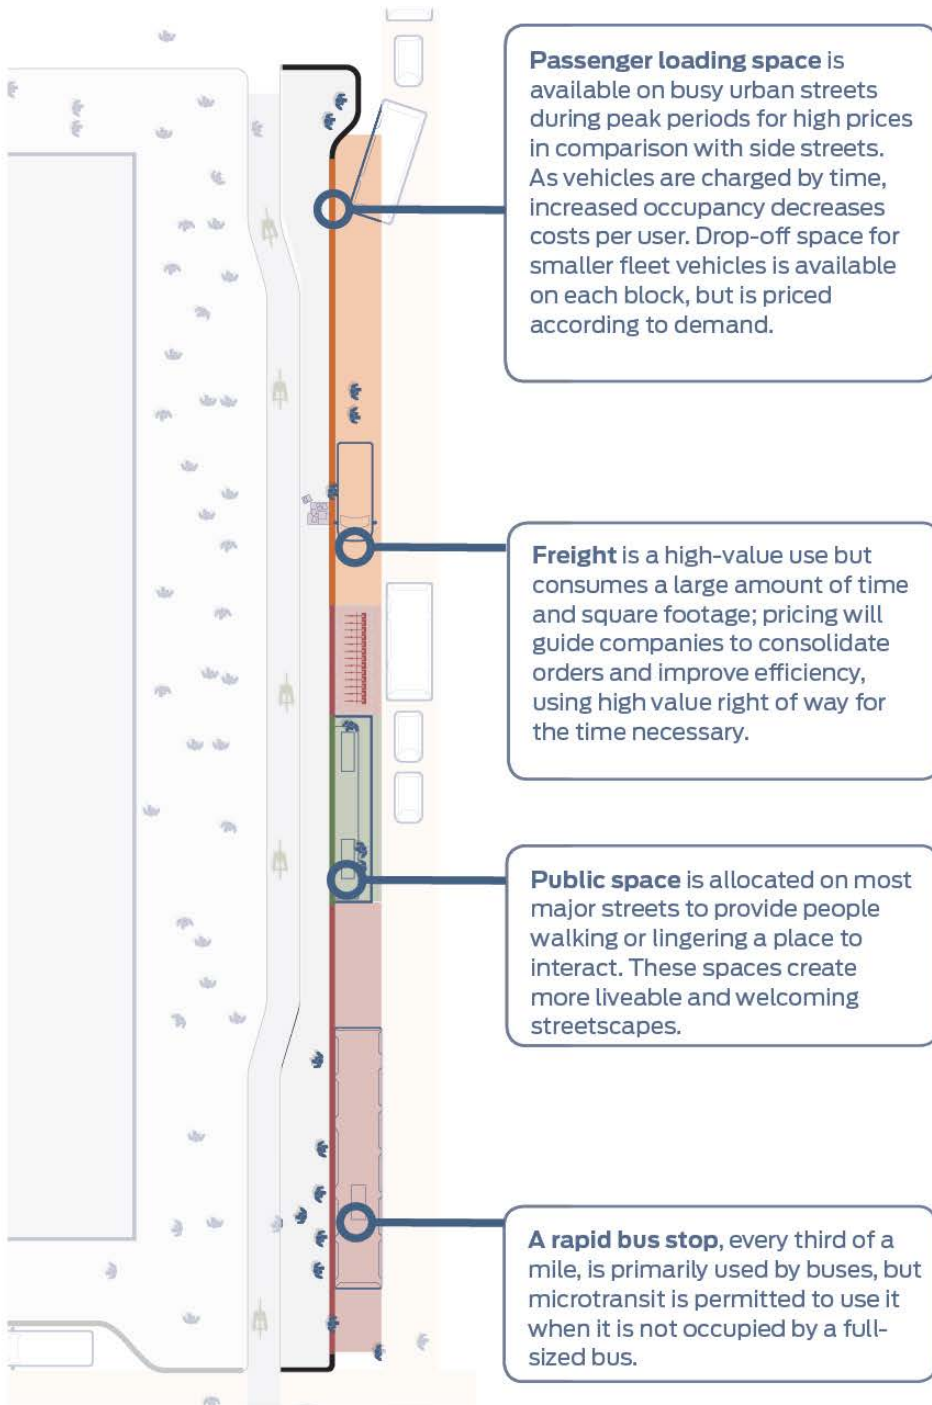 Passenger loading space is
available on busy urban streets
during peak periods for high prices
in comparison with side streets.
As vehicles are charged by time,
increased occupancy decreases
costs per user. Drop-off space for
smaller fleet vehicles is available
on each block, but is priced
according to demand.
Freight is a high-value use but
consumes a large amount of time
and square footage; pricing will
guide companies to consolidate
orders and improve efficiency,
using high value right of way for
the time necessary.
Public space is allocated on most
major streets to provide people
walking or lingering a place to
interact. These spaces create
more liveable and welcoming
streetscapes.
A rapid bus stop, every third of a
mile, is primarily used by buses, but
microtransit is permitted to use it
when it is not occupied by a full-
sized bus.